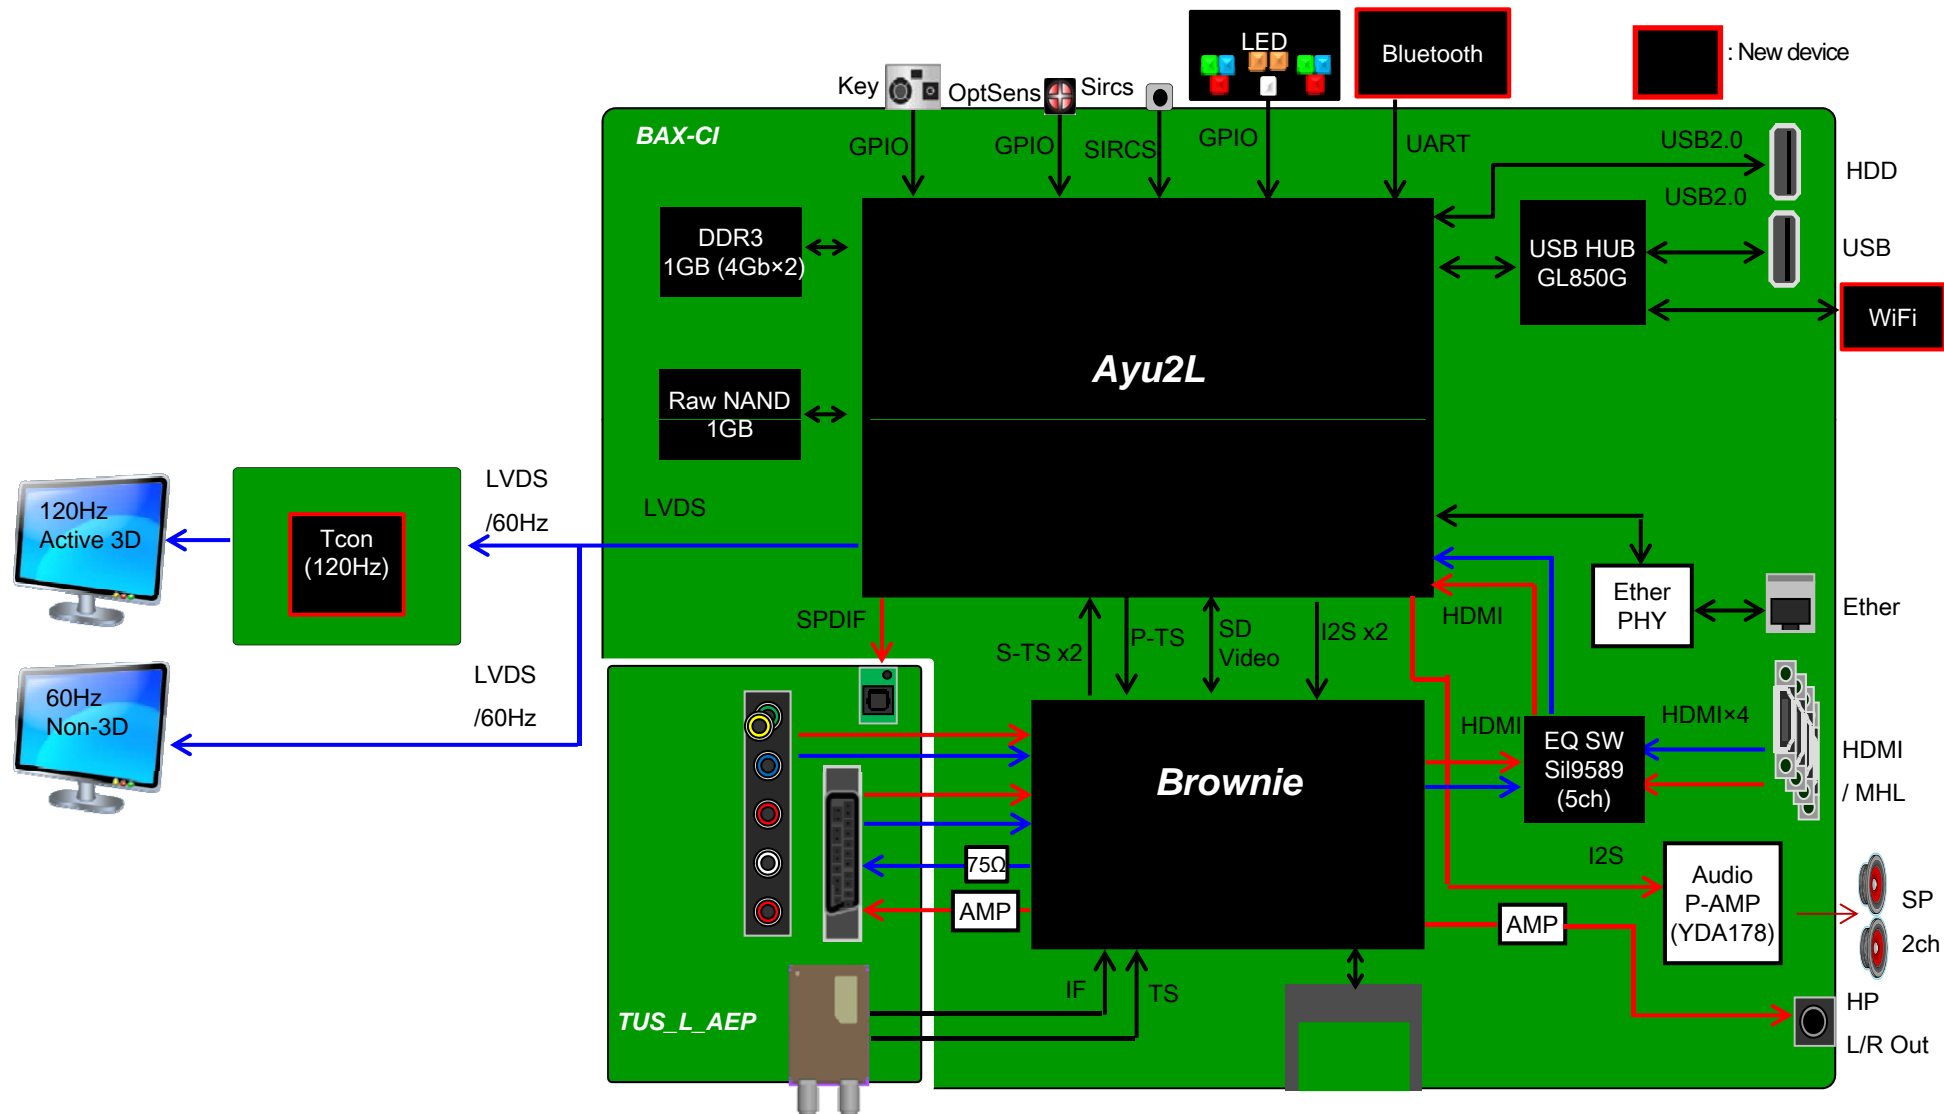 LED
Bluetooth
: New device
Key
OptSens
Sircs
BAX-CI
GPIO
GPIO
SIRCS
GPIO
UART
USB2.0
HDD
USB2.0
DDR3
1GB (4Gb×2)
USB HUB
GL850G
USB
WiFi
Ayu2L
Raw NAND
1GB
LVDS
/60Hz
LVDS
120Hz
Active 3D
Tcon
(120Hz)
Ether
PHY
Ether
SPDIF
S-TS x2
P-TS
SD
Video
I2S x2
HDMI
LVDS
/60Hz
60Hz
Non-3D
HDMI
HDMI×4
EQ SW
SiI9589
(5ch)
HDMI
/ MHL
Brownie
75Ω
AMP
I2S
Audio
P-AMP
(YDA178)
SP
2ch
AMP
IF
TS
HP
L/R Out
TUS_L_AEP